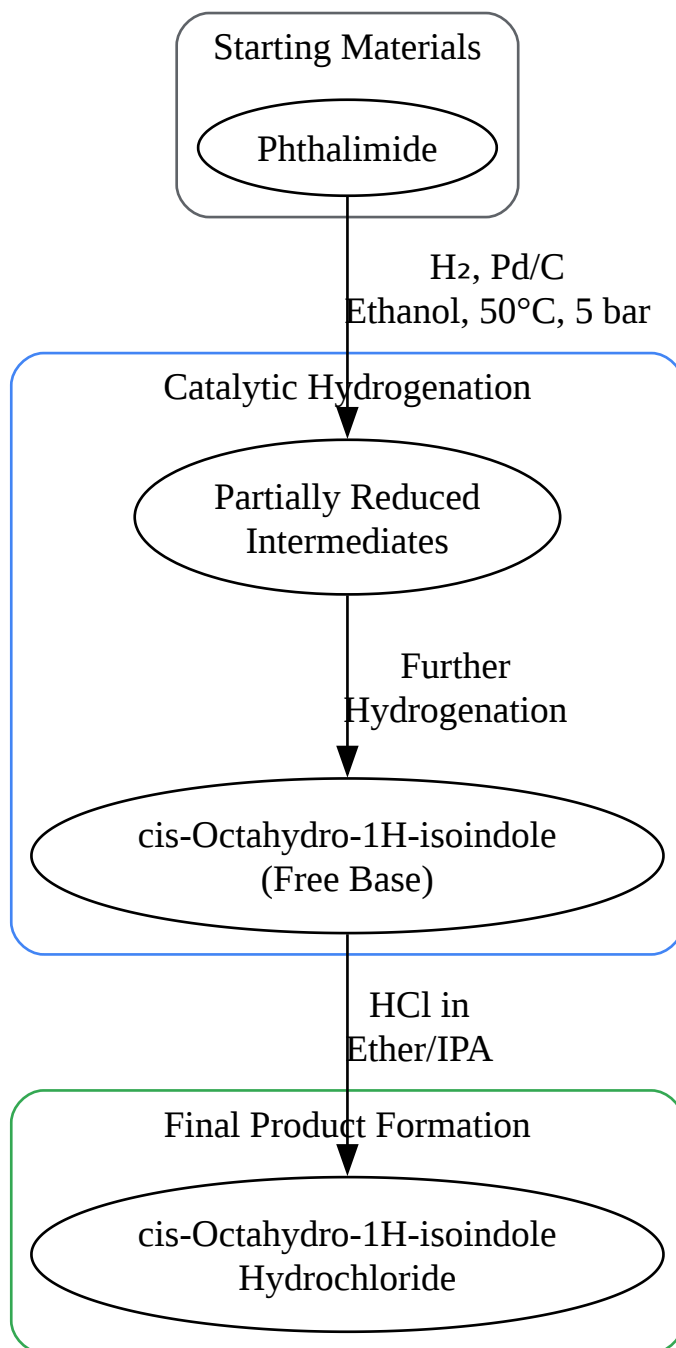 Starting Materials
Phthalimide
H₂, Pd/C
Ethanol, 50°C, 5 bar
Catalytic Hydrogenation
Partially Reduced
Intermediates
Further
Hydrogenation
cis-Octahydro-1H-isoindole
(Free Base)
HCl in
Ether/IPA
Final Product Formation
cis-Octahydro-1H-isoindole
Hydrochloride